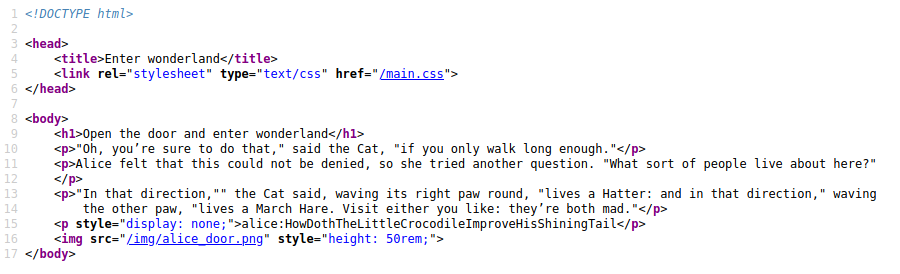 1 <!DOCTYPE html>
2
3 <head>
4     <title>Enter wonderland</title>
5     <link rel="stylesheet" type="text/css" href="/main.css">
6 </head>
7
8 <body>
9     <h1>Open the door and enter wonderland</h1>
10     <p>"Oh, you’re sure to do that," said the Cat, "if you only walk long enough."</p>
11     <p>Alice felt that this could not be denied, so she tried another question. "What sort of people live about here?"
12     </p>
13     <p>"In that direction,"" the Cat said, waving its right paw round, "lives a Hatter: and in that direction," waving
14         the other paw, "lives a March Hare. Visit either you like: they’re both mad."</p>
15     <p style="display: none;">alice:HowDothTheLittleCrocodileImproveHisShiningTail</p>
16     <img src="/img/alice_door.png" style="height: 50rem;">
17 </body>